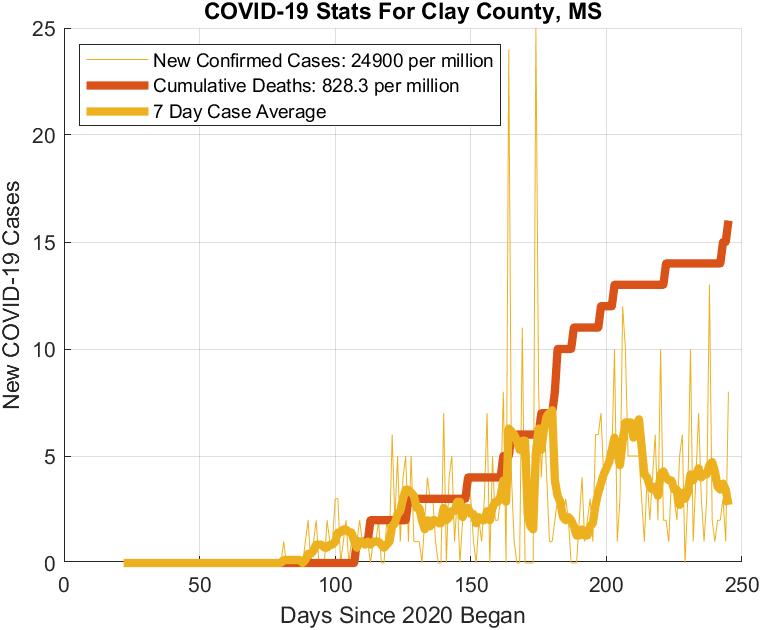 COVID-19 Stats For Clay County, MS
New Confirmed Cases: 24900 per million
Cumulative Deaths: 828.3 per million
7 Day Case Average
New COVID-19 Cases
25
20
15
10
5
0
0 50 100 150 200 250
Days Since 2020 Began